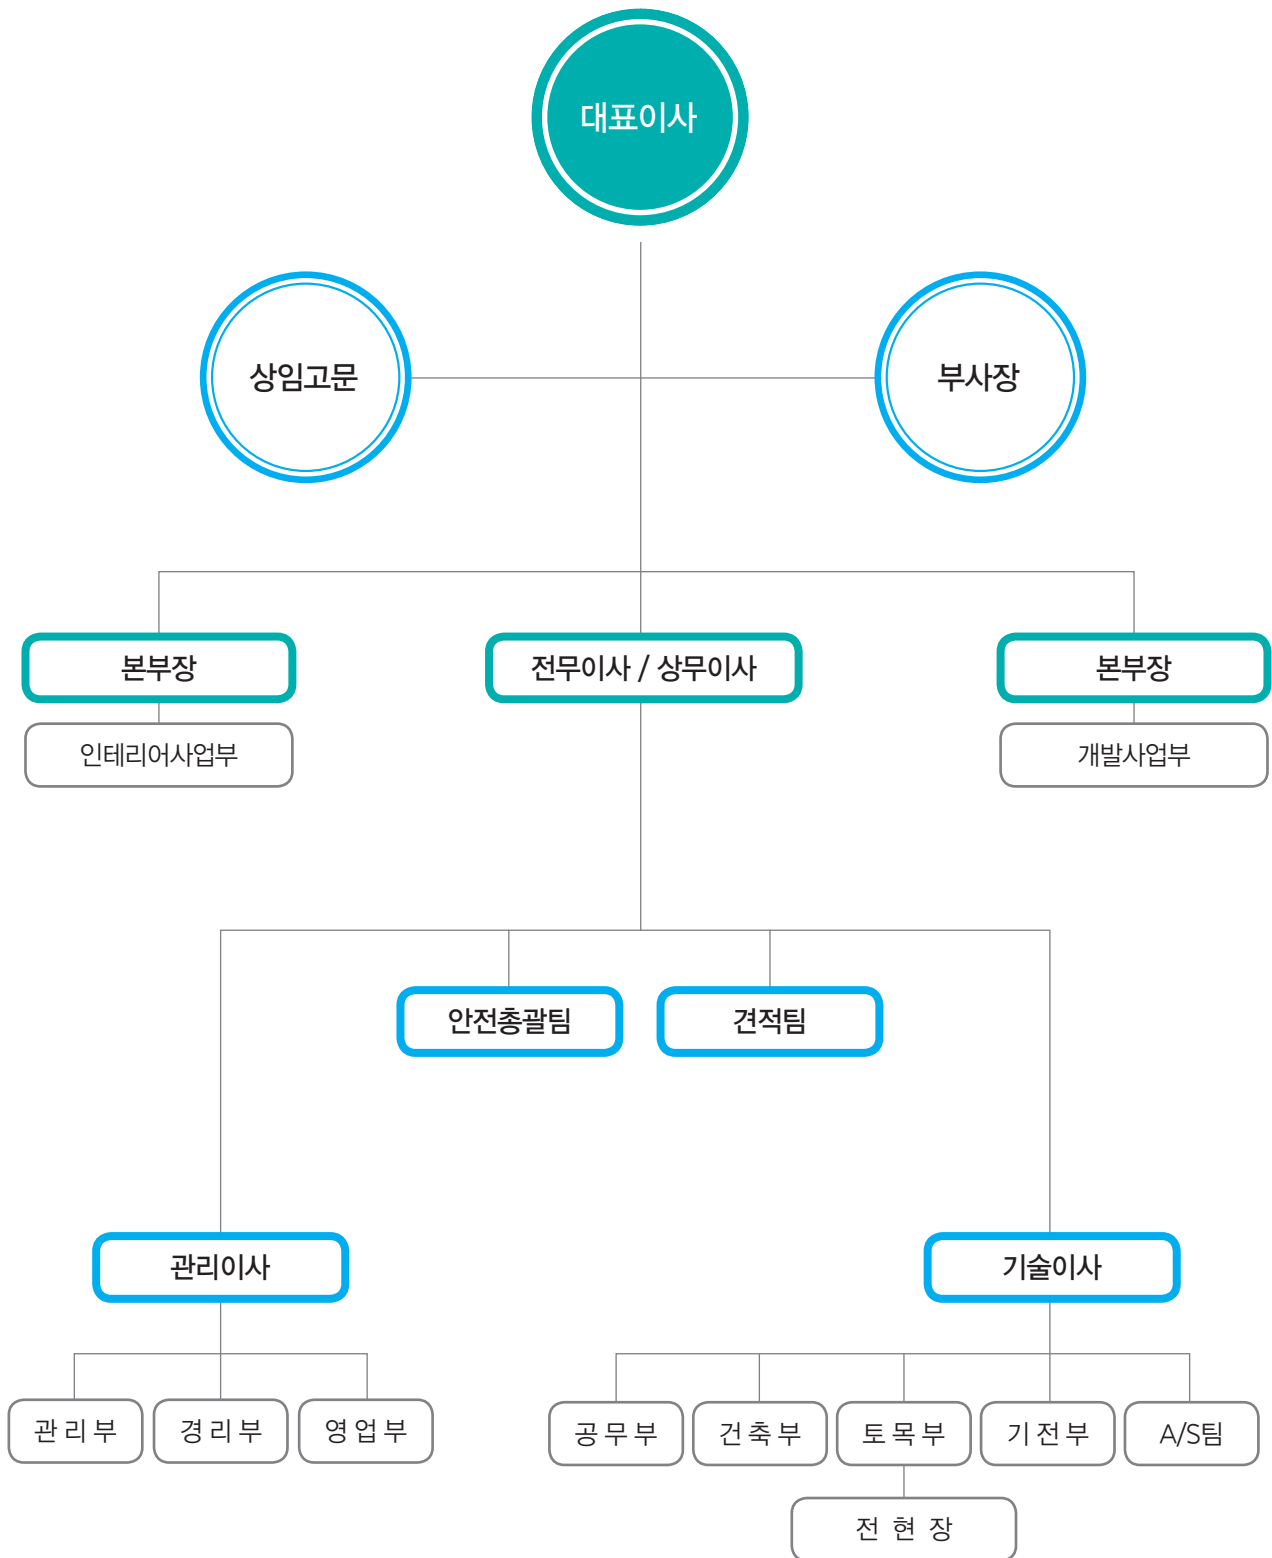 대표이사
상임고문
부사장
본부장
전무이사 / 상무이사
본부장
인테리어사업부
개발사업부
안전총괄팀
견적팀
관리이사
기술이사
관 리 부
경 리 부
영 업 부
공 무 부
건 축 부
토 목 부
기 전 부
A/S팀
전 현 장